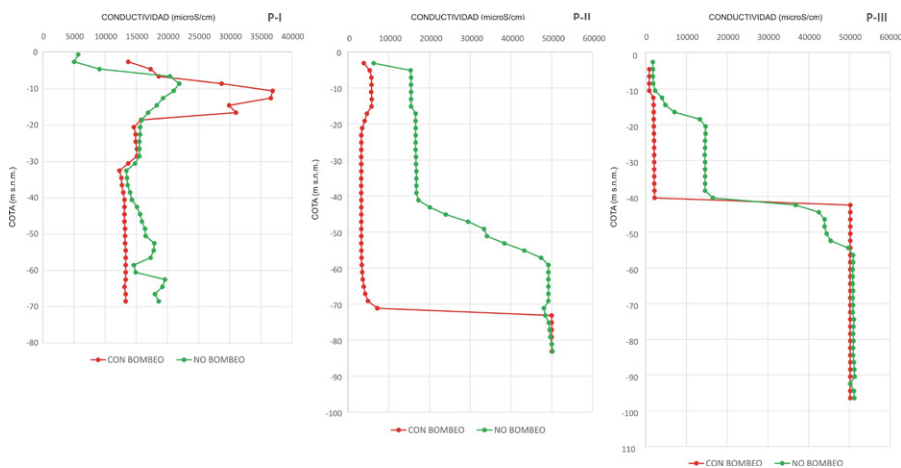 CONDUCTIVIDAD (microS/cm) P-I
0 5000 10000 15000 20000 25000 30000 35000 40000
COTA (m s.n.m.)
0
-10
-20
-30
-40
-50
-60
-70
-80
CON BOMBEO NO BOMBEO
CONDUCTIVIDAD (microS/cm) P-II
0 10000 20000 30000 40000 50000 60000
COTA (m s.n.m.)
0
-10
-20
-30
-40
-50
-60
-70
-80
-90
-100
CON BOMBEO NO BOMBEO
CONDUCTIVIDAD (microS/cm) P-III
0 10000 20000 30000 40000 50000 60000
COTA (m s.n.m.)
0
-10
-20
-30
-40
-50
-60
-70
-80
-90
-100
110
CON BOMBEO NO BOMBEO